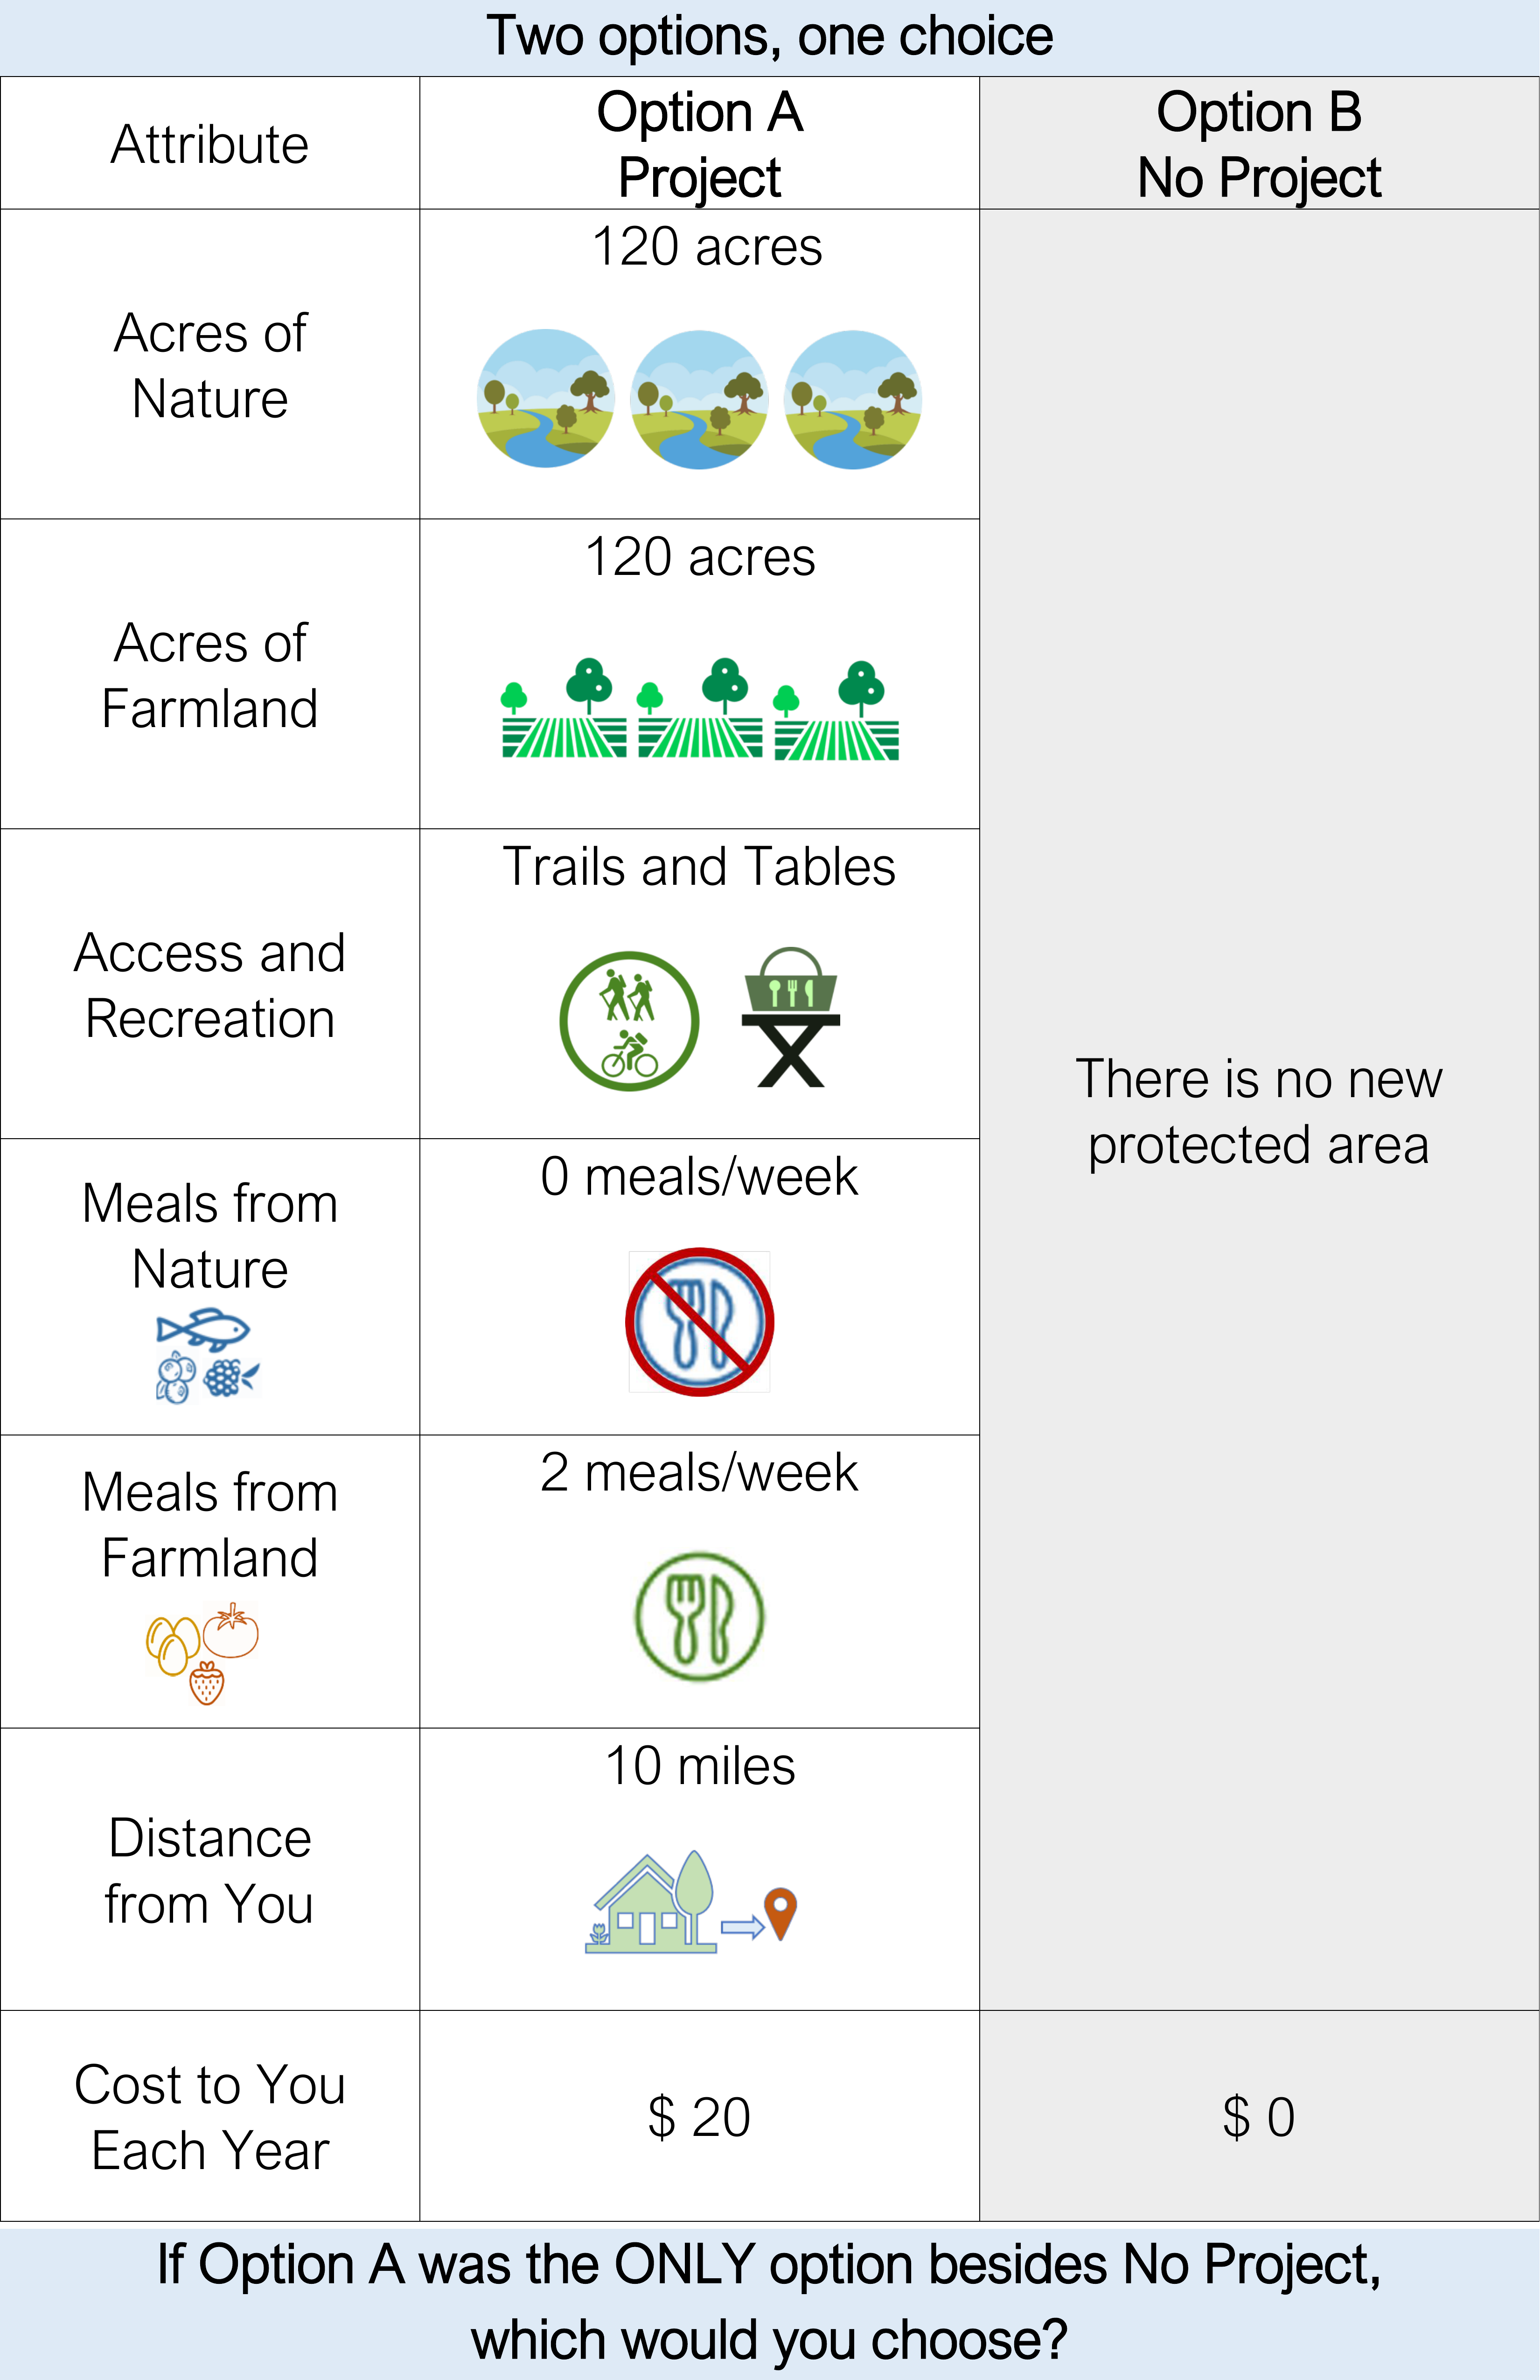 Two options, one choice
Attribute
Option A
Project
Option B
No Project
Acres of
Nature
120 acres
Acres of
Farmland
120 acres
Access and
Recreation
Trails and Tables
There is no new
protected area
Meals from
Nature
0 meals/week
Meals from
Farmland
2 meals/week
Distance
from You
10 miles
Cost to You
Each Year
$ 20
$ 0
If Option A was the ONLY option besides No Project,
which would you choose?